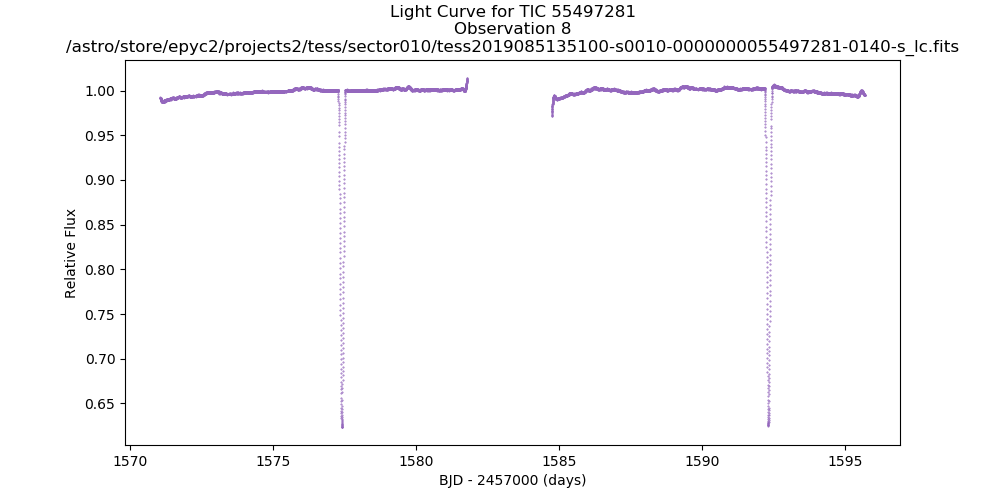 Light Curve for TIC 55497281
Observation 8
/astro/store/epyc2/projects2/tess/sector010/tess2019085135100-s0010-0000000055497281-0140-s_lc.fits
1.00
0.95
0.90
0.85
0.80
0.75
0.70
0.65
Relative Flux
1570
1575
1580
1585
1590
1595
BJD - 2457000 (days)